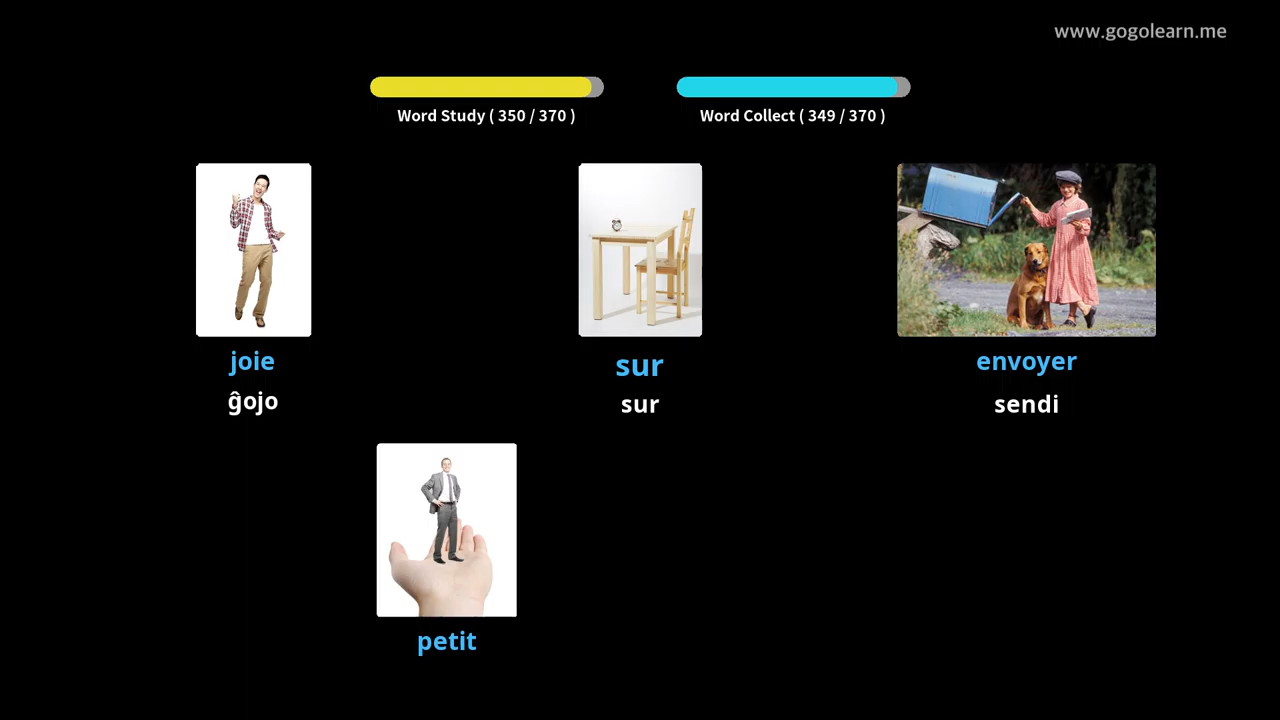 www.gogolearn.me
Word Study ( 350 / 370 )
Word Collect ( 349 / 370 )
joie
ĝojo
sur
sur
envoyer
sendi
petit